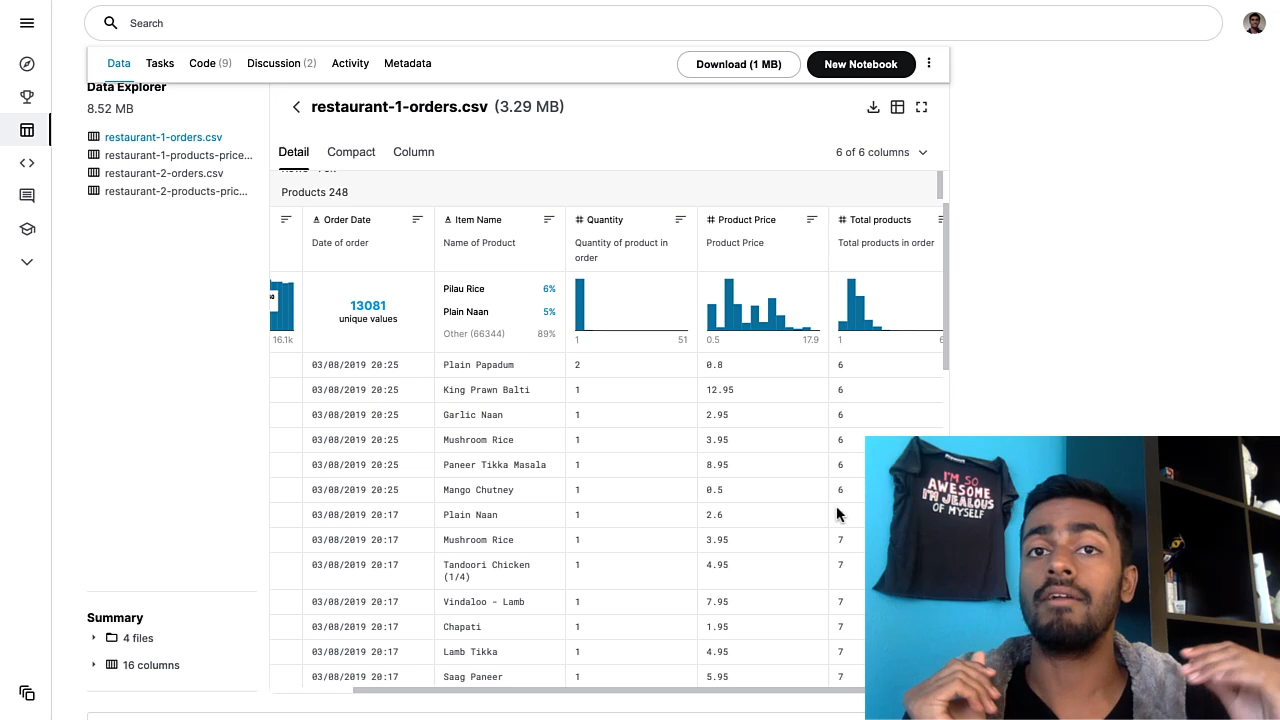 Search
Data Tasks Code (9) Discussion (2) Activity Metadata Download (1 MB) New Notebook
Data Explorer
8.52 MB
restaurant-1-orders.csv
restaurant-1-products-price...
restaurant-2-orders.csv
restaurant-2-products-pric...
Summary
4 files
16 columns
restaurant-1-orders.csv (3.29 MB)
Detail Compact Column 6 of 6 columns
Products 248
Order Date Item Name # Quantity # Product Price # Total products
Date of order Name of Product Quantity of product in order Product Price Total products in order
16.1k
13081
unique values
Pilau Rice 6%
Plain Naan 5%
Other (66344) 89%
1 51
0.5 17.9
1
03/08/2019 20:25 Plain Papadum 2 0.8 6
03/08/2019 20:25 King Prawn Balti 1 12.95 6
03/08/2019 20:25 Garlic Naan 1 2.95 6
03/08/2019 20:25 Mushroom Rice 1 3.95 6
03/08/2019 20:25 Paneer Tikka Masala 1 8.95 6
03/08/2019 20:25 Mango Chutney 1 0.5 6
03/08/2019 20:17 Plain Naan 1 2.6
03/08/2019 20:17 Mushroom Rice 1 3.95 7
03/08/2019 20:17 Tandoori Chicken (1/4) 1 4.95 7
03/08/2019 20:17 Vindaloo - Lamb 1 7.95 7
03/08/2019 20:17 Chapati 1 1.95 7
03/08/2019 20:17 Lamb Tikka 1 4.95 7
03/08/2019 20:17 Saag Paneer 1 5.95 7
I'M SO
AWESOME
I'M JEALOUS
OF MYSELF